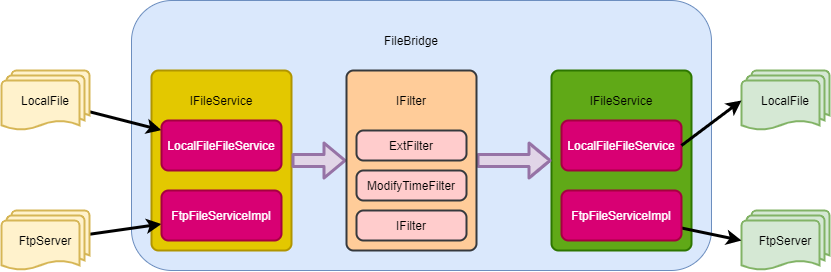 FileBridge
LocalFile
FtpServer
IFileService
LocalFileFileService
FtpFileServiceImpl
IFilter
ExtFilter
ModifyTimeFilter
IFilter
IFileService
LocalFileFileService
FtpFileServiceImpl
LocalFile
FtpServer